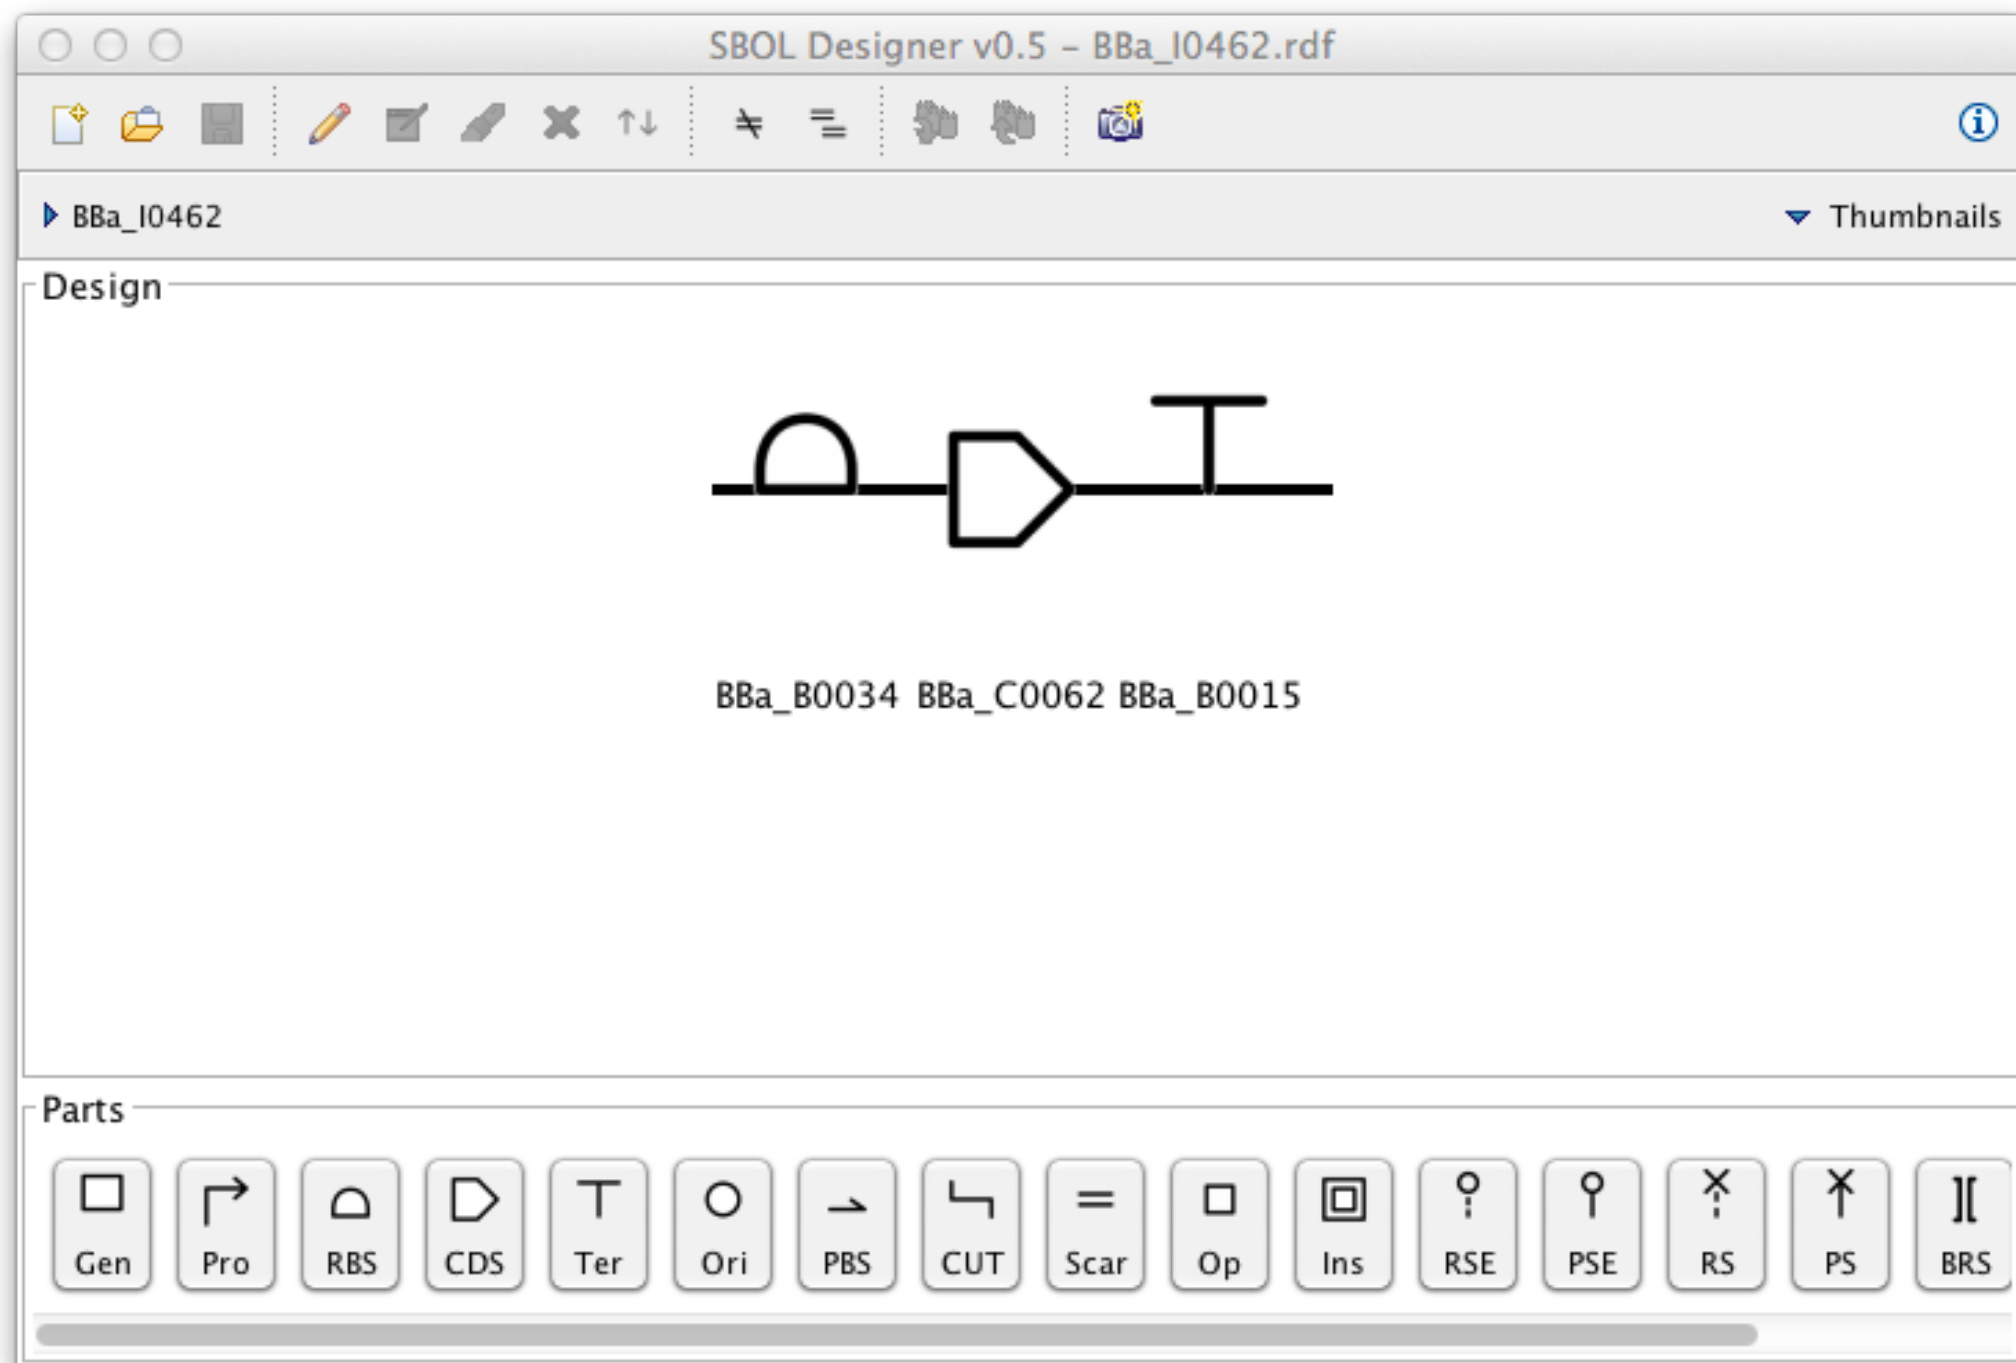 SBOL Designer v0.5 – BBa_I0462.rdf
BBa_I0462 Thumbnails
Design
BBa_B0034 BBa_C0062 BBa_B0015
Parts
Gen Pro RBS CDS Ter Ori PBS CUT Scar Op Ins RSE PSE RS PS BRS